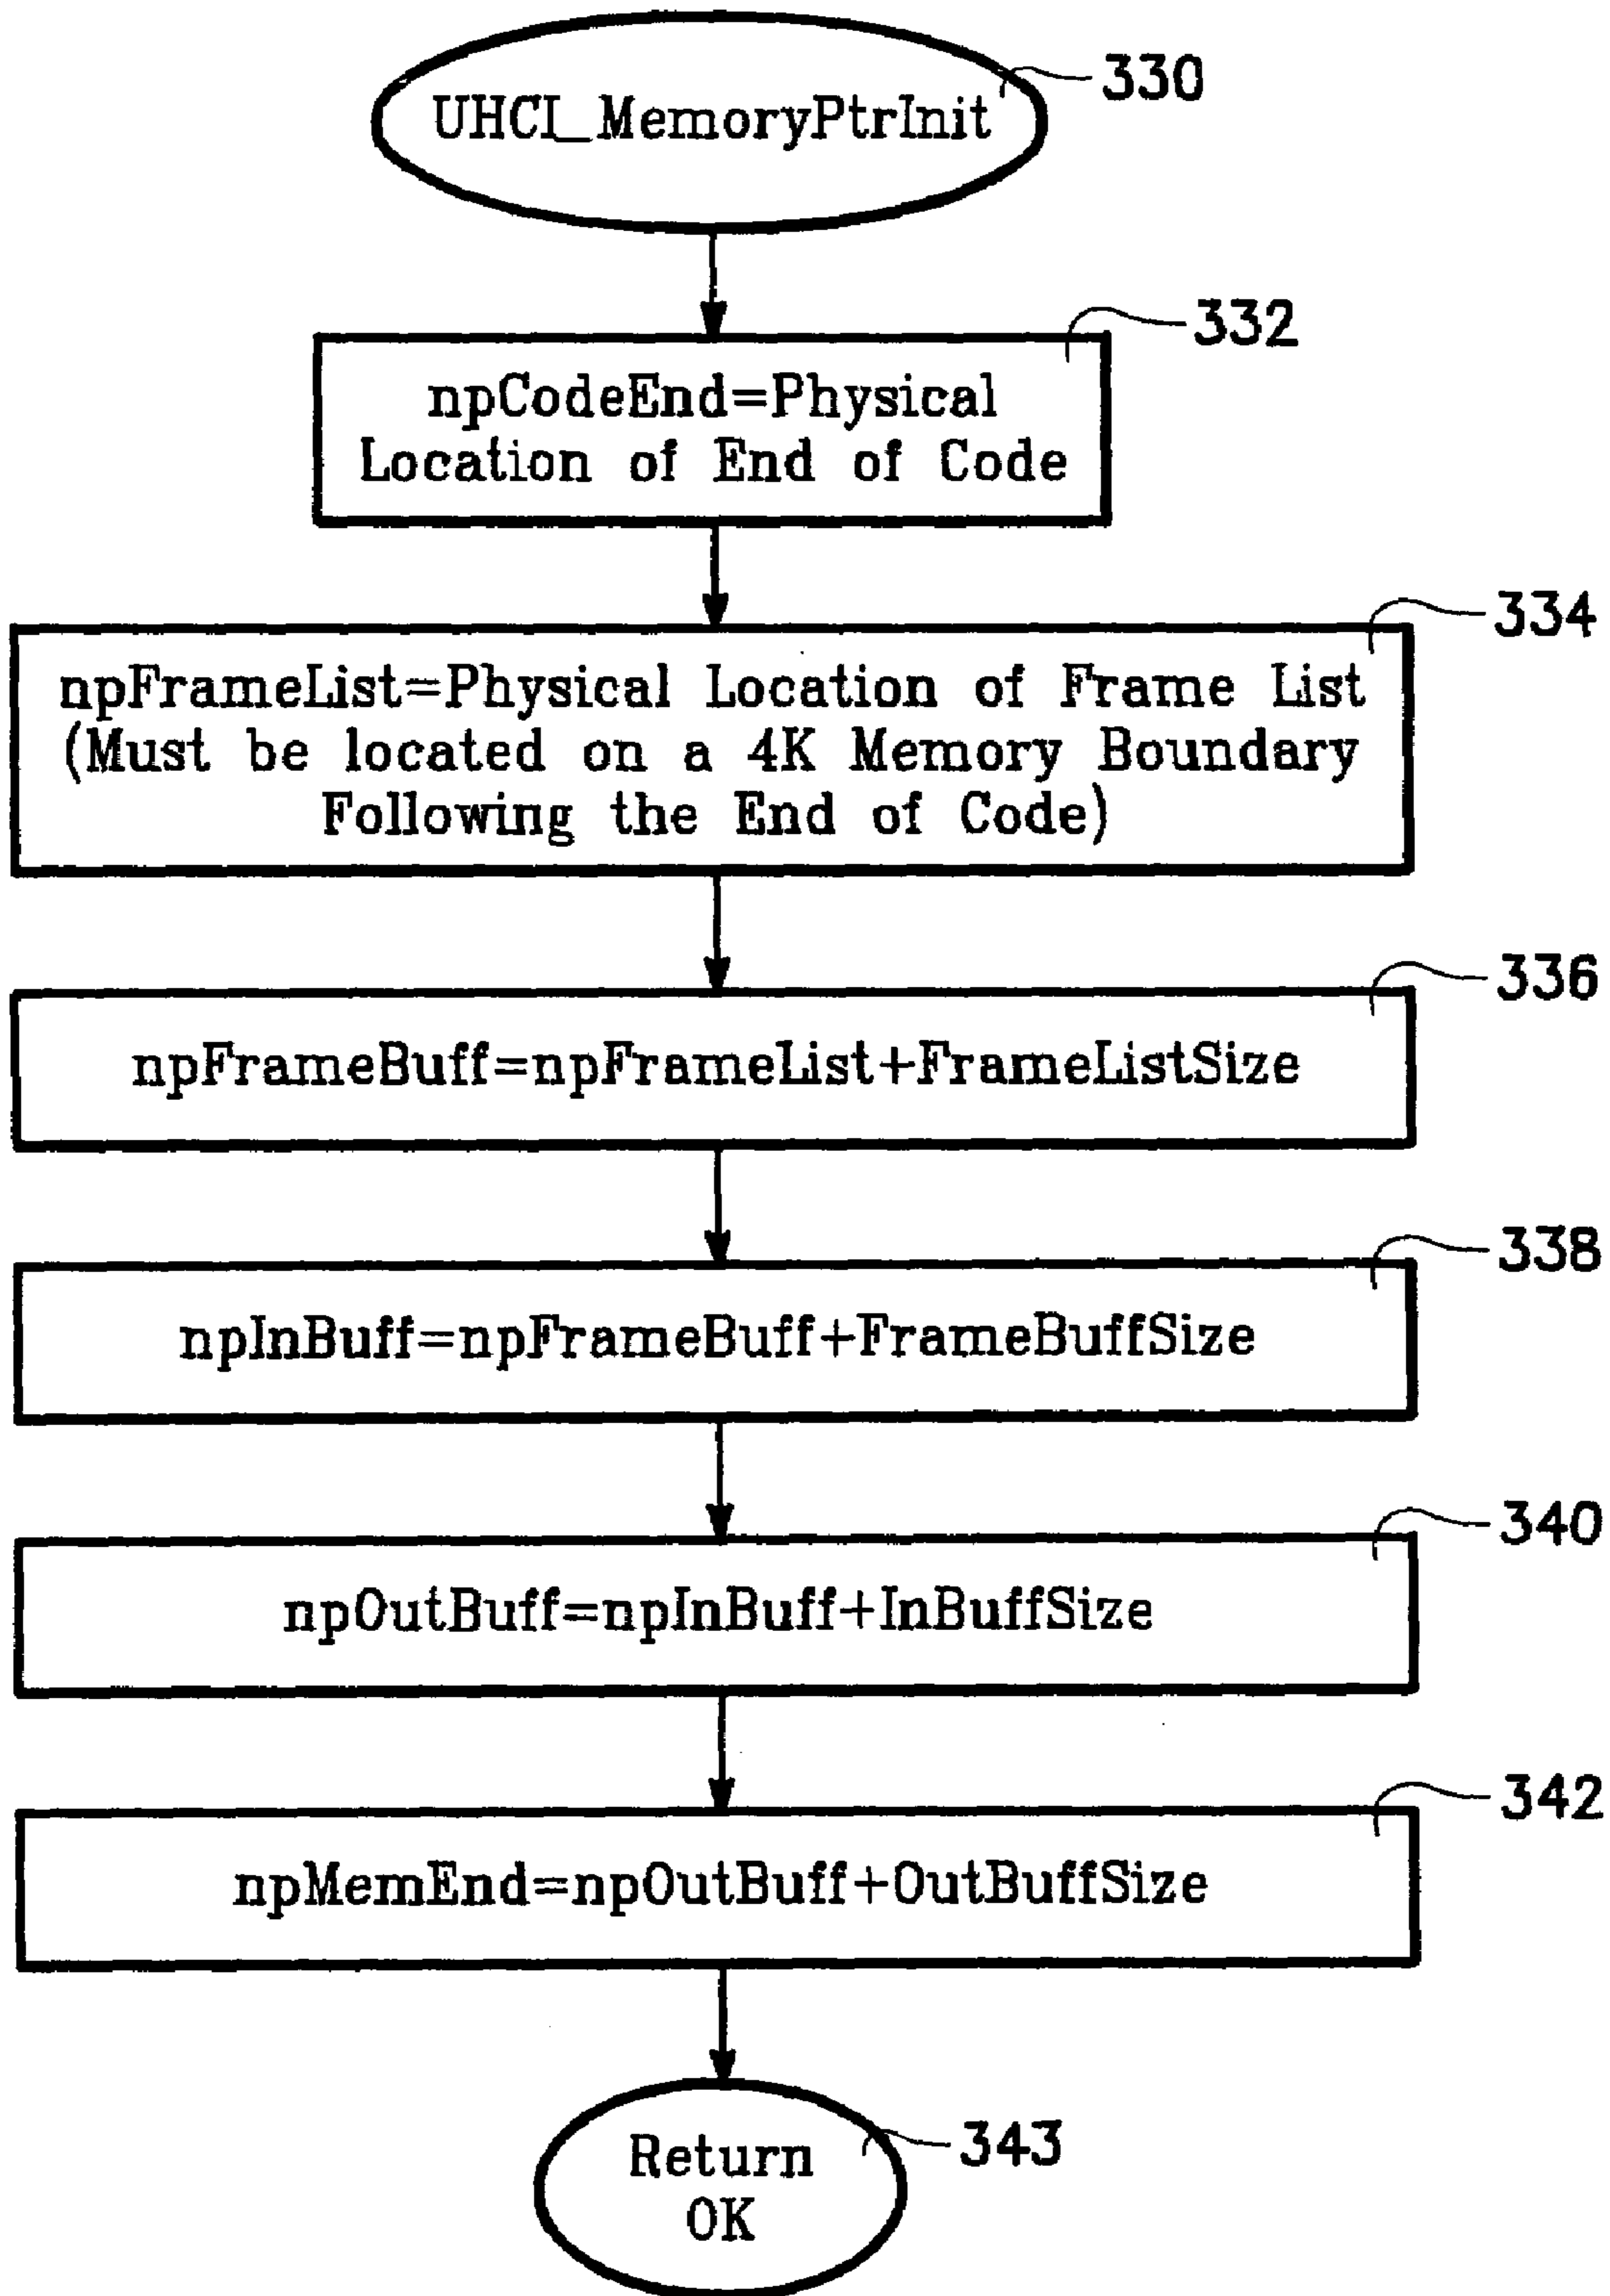 330
UHCI_MemoryPtrInit
332
npCodeEnd=Physical
Location of End of Code
334
npFrameList=Physical Location of Frame List
(Must be located on a 4K Memory Boundary
Following the End of Code)
336
npFrameBuff=npFrameList+FrameListSize
338
npInBuff=npFrameBuff+FrameBuffSize
340
npOutBuff=npInBuff+InBuffSize
342
npMemEnd=npOutBuff+OutBuffSize
343
Return
OK